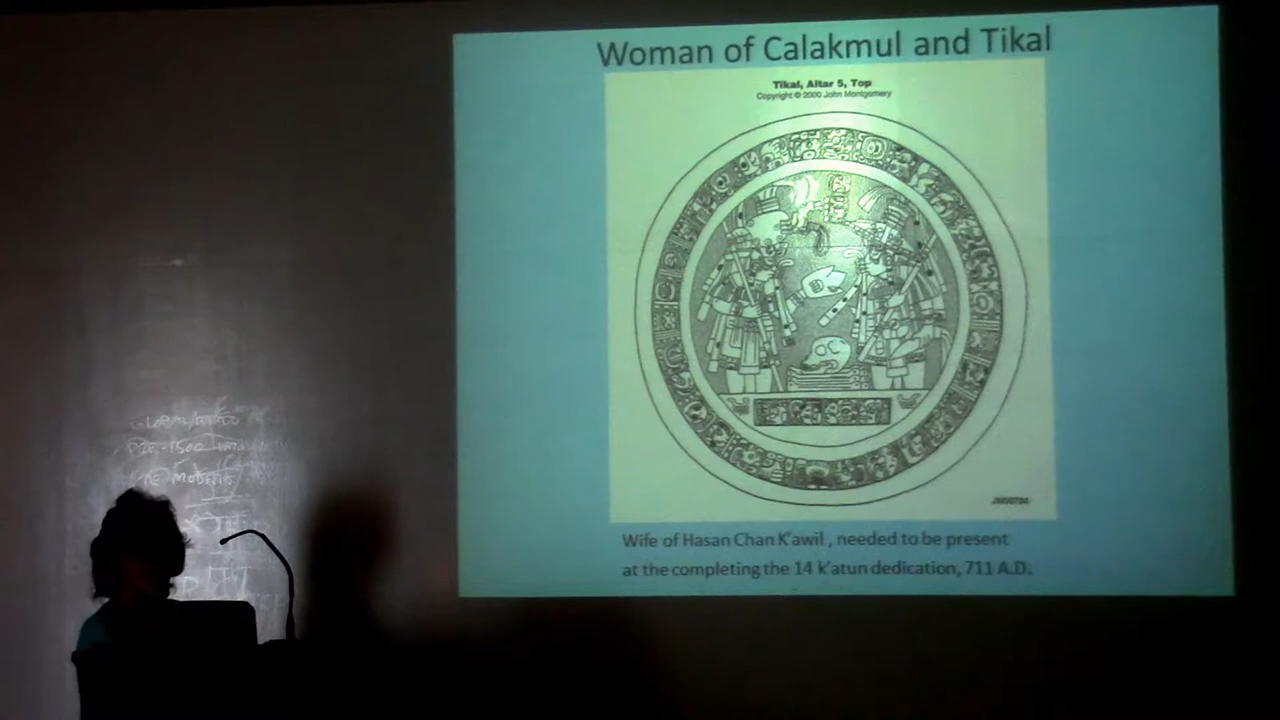 Woman of Calakmul and Tikal
Tikal, Altar 5, Top
Copyright © 2000 John Montgomery
Wife of Hasan Chan K'awil , needed to be present
at the completing the 14 k'atun dedication, 711 A.D.